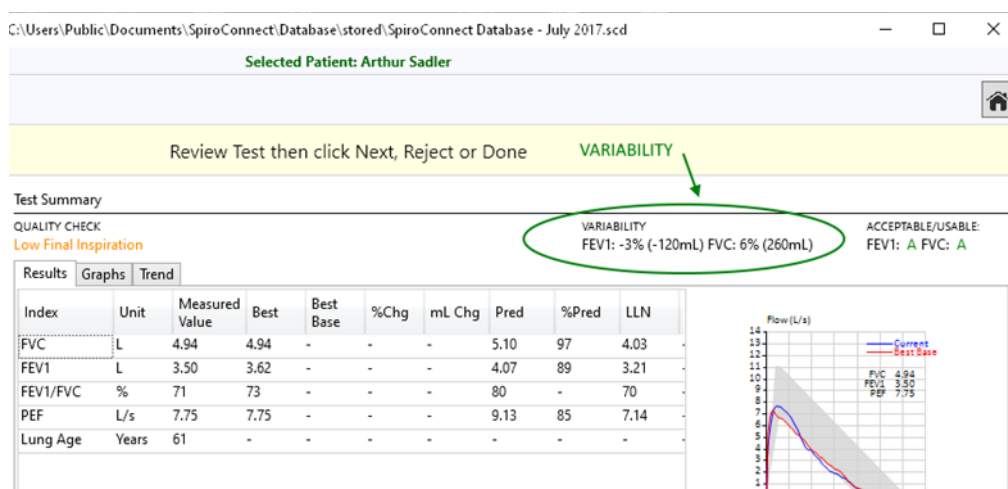 C:\Users\Public\Documents\SpiroConnect\Database\stored\SpiroConnect Database - July 2017.scd
Selected Patient: Arthur Sadler
Review Test then click Next, Reject or Done
VARIABILITY
Test Summary
QUALITY CHECK
Low Final Inspiration
VARIABILITY
FEV1: -3% (-120mL) FVC: 6% (260mL)
ACCEPTABLE/USABLE:
FEV1: A FVC: A
Results Graphs Trend
Index Unit Measured Value Best Best Base %Chg mL Chg Pred %Pred LLN
FVC L 4.94 4.94 - - - 5.10 97 4.03 -
FEV1 L 3.50 3.62 - - - 4.07 89 3.21 -
FEV1/FVC % 71 73 - - - 80 - 70 -
PEF L/s 7.75 7.75 - - - 9.13 85 7.14 -
Lung Age Years 61 - - - - - - - -
Flow (L/s)
14
13
12
11
10
9
8
7
6
5
4
3
2
1
Current
Best Base
FVC 4.94
FEV1 3.50
PEF 7.75